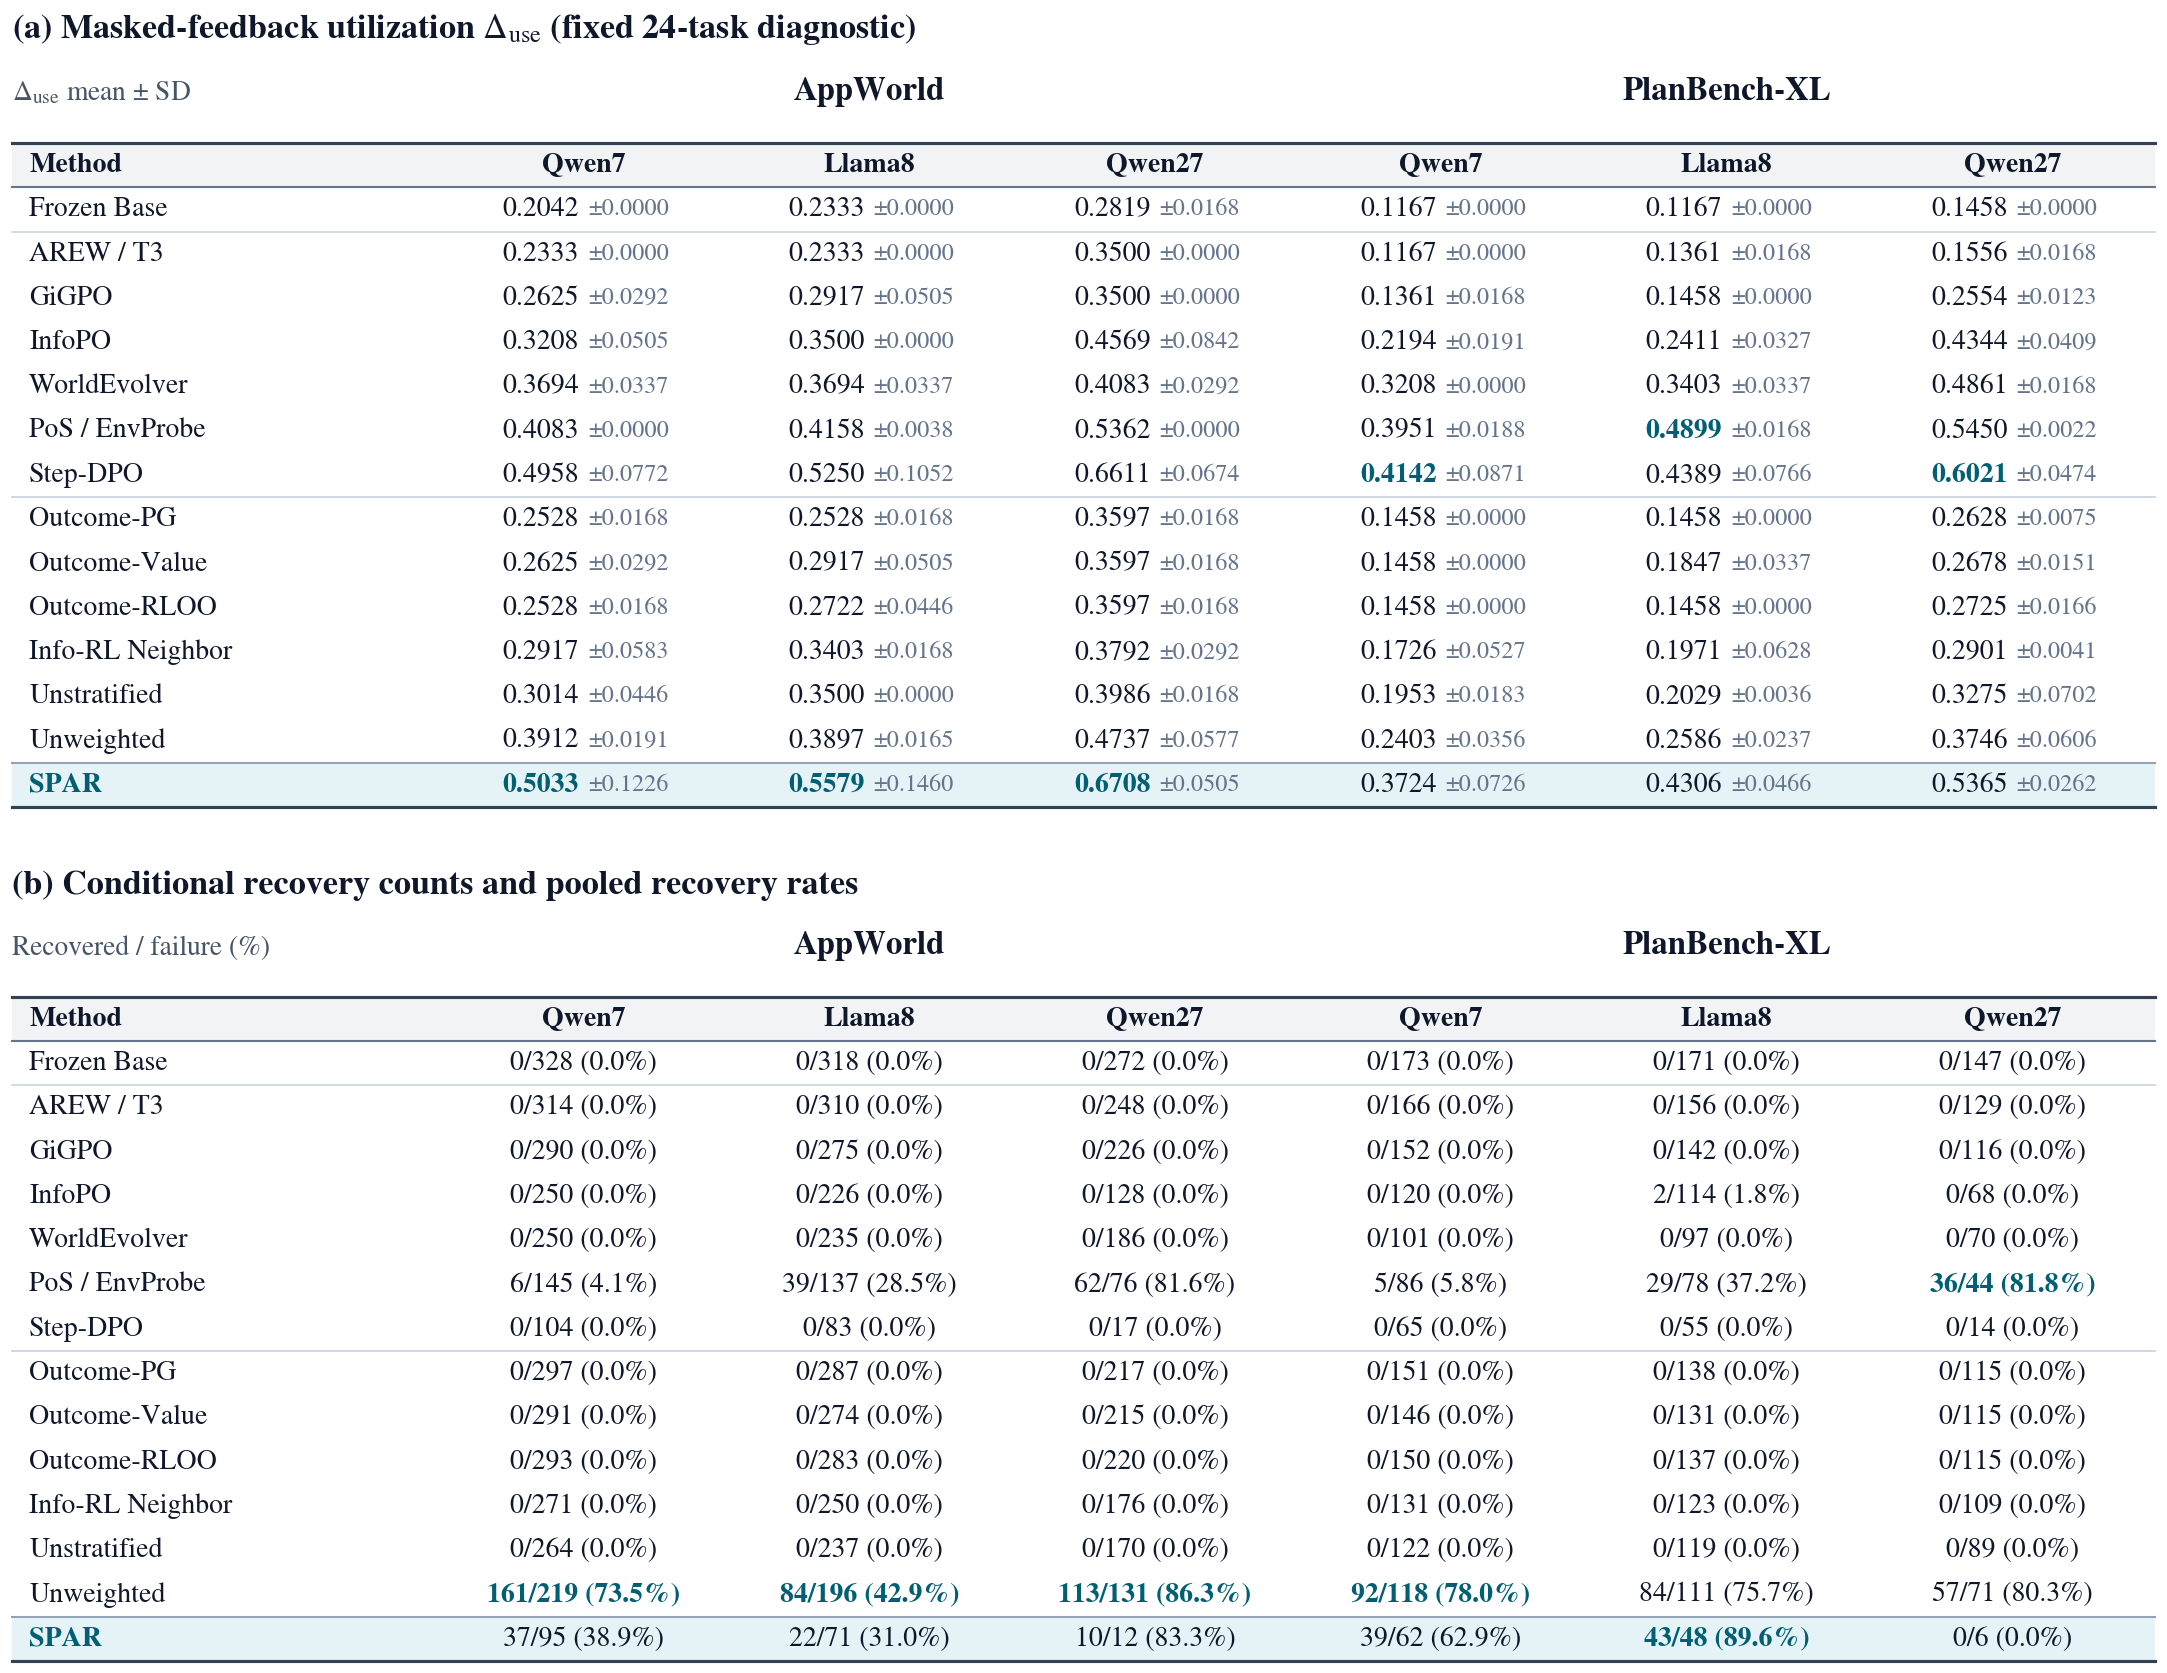 (a) Masked-feedback utilization Δuse (fixed 24-task diagnostic)
Δuse mean ± SD AppWorld PlanBench-XL
Method Qwen7 Llama8 Qwen27 Qwen7 Llama8 Qwen27
Frozen Base 0.2042 ±0.0000 0.2333 ±0.0000 0.2819 ±0.0168 0.1167 ±0.0000 0.1167 ±0.0000 0.1458 ±0.0000
AREW / T3 0.2333 ±0.0000 0.2333 ±0.0000 0.3500 ±0.0000 0.1167 ±0.0000 0.1361 ±0.0168 0.1556 ±0.0168
GiGPO 0.2625 ±0.0292 0.2917 ±0.0505 0.3500 ±0.0000 0.1361 ±0.0168 0.1458 ±0.0000 0.2554 ±0.0123
InfoPO 0.3208 ±0.0505 0.3500 ±0.0000 0.4569 ±0.0842 0.2194 ±0.0191 0.2411 ±0.0327 0.4344 ±0.0409
WorldEvolver 0.3694 ±0.0337 0.3694 ±0.0337 0.4083 ±0.0292 0.3208 ±0.0000 0.3403 ±0.0337 0.4861 ±0.0168
PoS / EnvProbe 0.4083 ±0.0000 0.4158 ±0.0038 0.5362 ±0.0000 0.3951 ±0.0188 0.4899 ±0.0168 0.5450 ±0.0022
Step-DPO 0.4958 ±0.0772 0.5250 ±0.1052 0.6611 ±0.0674 0.4142 ±0.0871 0.4389 ±0.0766 0.6021 ±0.0474
Outcome-PG 0.2528 ±0.0168 0.2528 ±0.0168 0.3597 ±0.0168 0.1458 ±0.0000 0.1458 ±0.0000 0.2628 ±0.0075
Outcome-Value 0.2625 ±0.0292 0.2917 ±0.0505 0.3597 ±0.0168 0.1458 ±0.0000 0.1847 ±0.0337 0.2678 ±0.0151
Outcome-RLOO 0.2528 ±0.0168 0.2722 ±0.0446 0.3597 ±0.0168 0.1458 ±0.0000 0.1458 ±0.0000 0.2725 ±0.0166
Info-RL Neighbor 0.2917 ±0.0583 0.3403 ±0.0168 0.3792 ±0.0292 0.1726 ±0.0527 0.1971 ±0.0628 0.2901 ±0.0041
Unstratified 0.3014 ±0.0446 0.3500 ±0.0000 0.3986 ±0.0168 0.1953 ±0.0183 0.2029 ±0.0036 0.3275 ±0.0702
Unweighted 0.3912 ±0.0191 0.3897 ±0.0165 0.4737 ±0.0577 0.2403 ±0.0356 0.2586 ±0.0237 0.3746 ±0.0606
SPAR 0.5033 ±0.1226 0.5579 ±0.1460 0.6708 ±0.0505 0.3724 ±0.0726 0.4306 ±0.0466 0.5365 ±0.0262
(b) Conditional recovery counts and pooled recovery rates
Recovered / failure (%) AppWorld PlanBench-XL
Method Qwen7 Llama8 Qwen27 Qwen7 Llama8 Qwen27
Frozen Base 0/328 (0.0%) 0/318 (0.0%) 0/272 (0.0%) 0/173 (0.0%) 0/171 (0.0%) 0/147 (0.0%)
AREW / T3 0/314 (0.0%) 0/310 (0.0%) 0/248 (0.0%) 0/166 (0.0%) 0/156 (0.0%) 0/129 (0.0%)
GiGPO 0/290 (0.0%) 0/275 (0.0%) 0/226 (0.0%) 0/152 (0.0%) 0/142 (0.0%) 0/116 (0.0%)
InfoPO 0/250 (0.0%) 0/226 (0.0%) 0/128 (0.0%) 0/120 (0.0%) 2/114 (1.8%) 0/68 (0.0%)
WorldEvolver 0/250 (0.0%) 0/235 (0.0%) 0/186 (0.0%) 0/101 (0.0%) 0/97 (0.0%) 0/70 (0.0%)
PoS / EnvProbe 6/145 (4.1%) 39/137 (28.5%) 62/76 (81.6%) 5/86 (5.8%) 29/78 (37.2%) 36/44 (81.8%)
Step-DPO 0/104 (0.0%) 0/83 (0.0%) 0/17 (0.0%) 0/65 (0.0%) 0/55 (0.0%) 0/14 (0.0%)
Outcome-PG 0/297 (0.0%) 0/287 (0.0%) 0/217 (0.0%) 0/151 (0.0%) 0/138 (0.0%) 0/115 (0.0%)
Outcome-Value 0/291 (0.0%) 0/274 (0.0%) 0/215 (0.0%) 0/146 (0.0%) 0/131 (0.0%) 0/115 (0.0%)
Outcome-RLOO 0/293 (0.0%) 0/283 (0.0%) 0/220 (0.0%) 0/150 (0.0%) 0/137 (0.0%) 0/115 (0.0%)
Info-RL Neighbor 0/271 (0.0%) 0/250 (0.0%) 0/176 (0.0%) 0/131 (0.0%) 0/123 (0.0%) 0/109 (0.0%)
Unstratified 0/264 (0.0%) 0/237 (0.0%) 0/170 (0.0%) 0/122 (0.0%) 0/119 (0.0%) 0/89 (0.0%)
Unweighted 161/219 (73.5%) 84/196 (42.9%) 113/131 (86.3%) 92/118 (78.0%) 84/111 (75.7%) 57/71 (80.3%)
SPAR 37/95 (38.9%) 22/71 (31.0%) 10/12 (83.3%) 39/62 (62.9%) 43/48 (89.6%) 0/6 (0.0%)